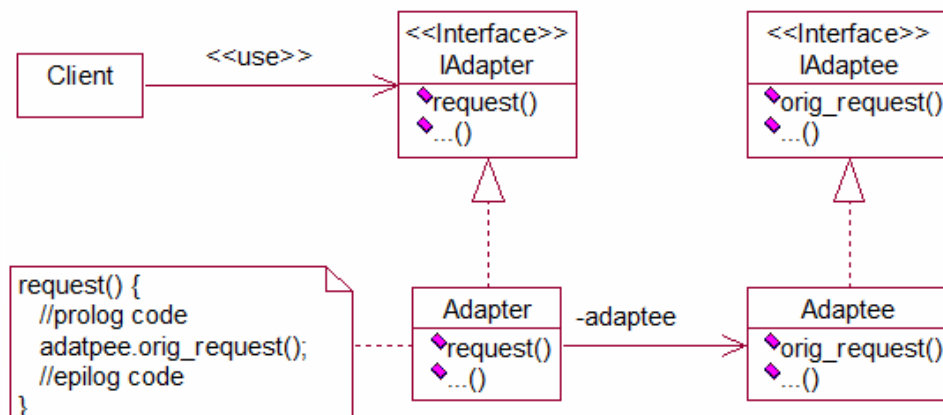 Client
<<use>>
<<Interface>>
IAdapter
request()
...()
<<Interface>>
IAdaptee
orig_request()
...()
request() {
//prolog code
adatpee.orig_request();
//epilog code
}
Adapter
request()
...()
-adaptee
Adaptee
orig_request()
...()